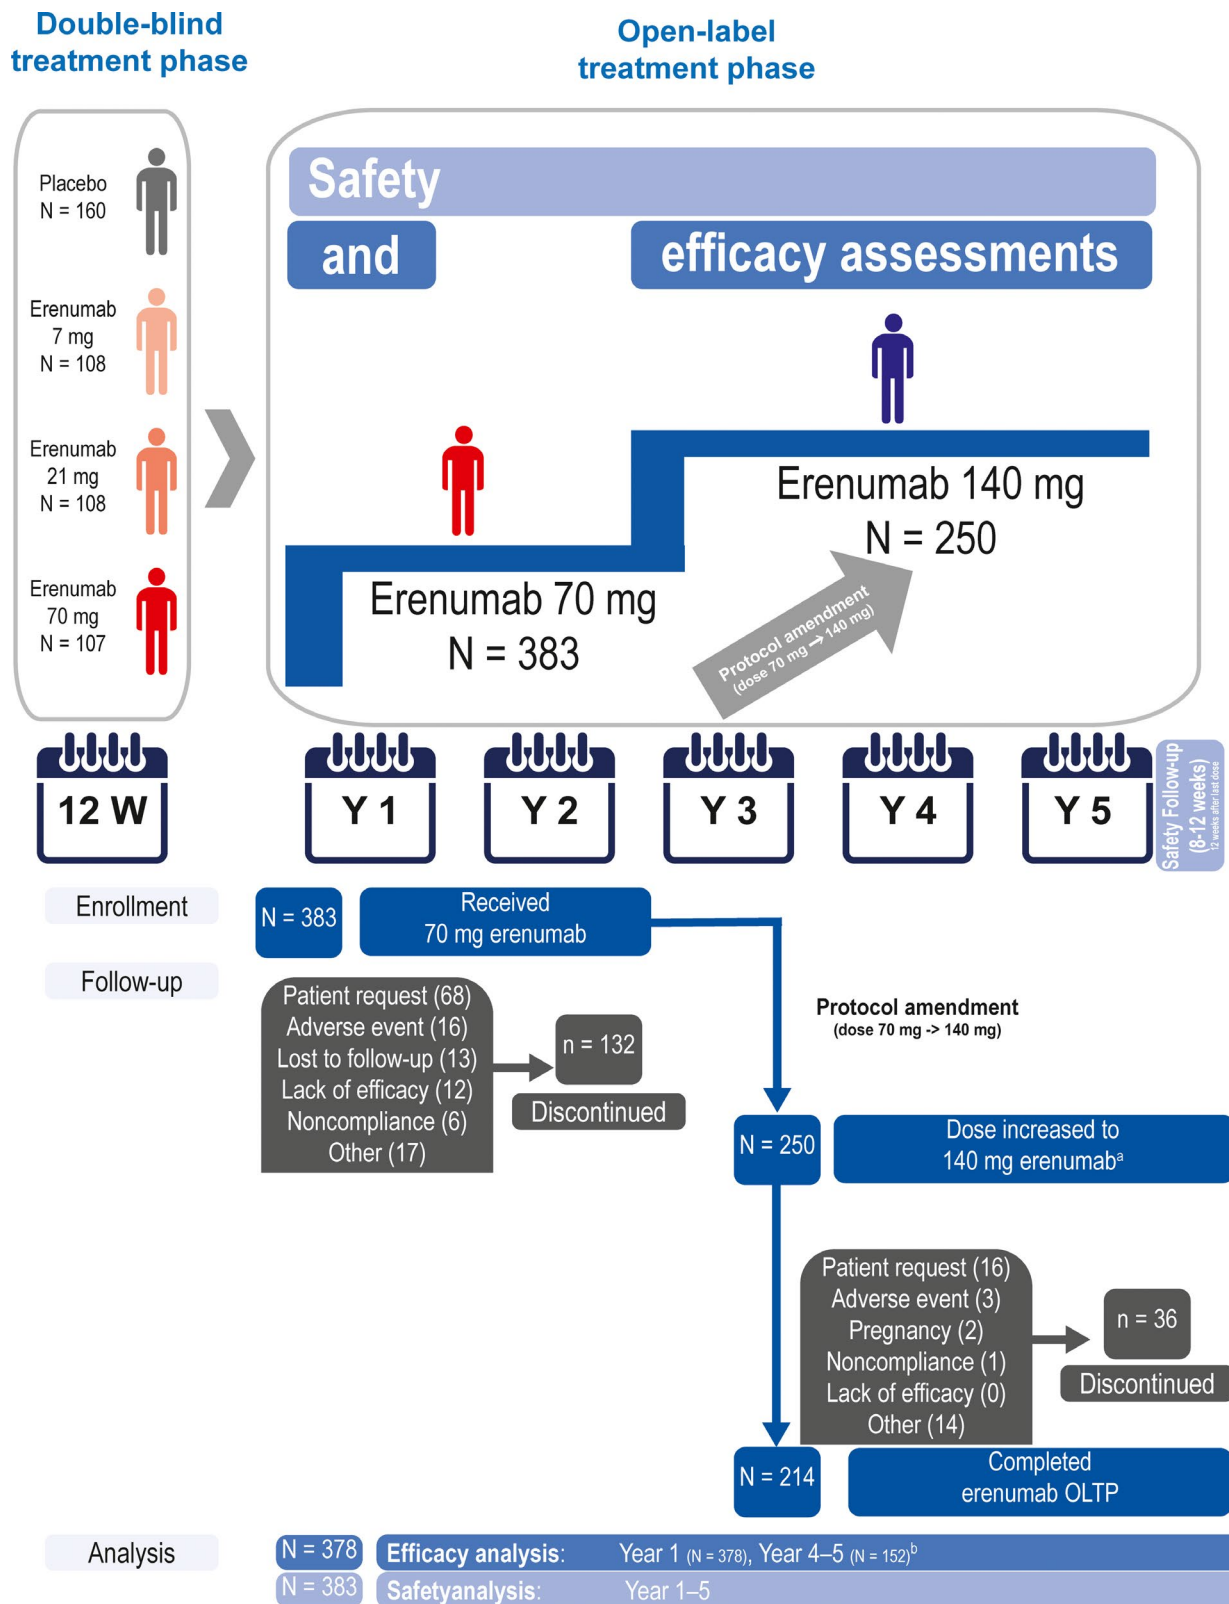 Double-blind
treatment phase
Open-label
treatment phase
Placebo
N = 160
Erenumab
7 mg
N = 108
Erenumab
21 mg
N = 108
Erenumab
70 mg
N = 107
Safety
and
efficacy assessments
Erenumab 140 mg
N = 250
Erenumab 70 mg
N = 383
Protocol amendment
(dose 70 mg → 140 mg)
12 W
Y 1
Y 2
Y 3
Y 4
Y 5
Safety Follow-up
(8-12 weeks)
12 weeks after last dose
Enrollment
N = 383
Received
70 mg erenumab
Follow-up
Patient request (68)
Adverse event (16)
Lost to follow-up (13)
Lack of efficacy (12)
Noncompliance (6)
Other (17)
n = 132
Discontinued
Protocol amendment
(dose 70 mg -> 140 mg)
N = 250
Dose increased to
140 mg erenumabᵃ
Patient request (16)
Adverse event (3)
Pregnancy (2)
Noncompliance (1)
Lack of efficacy (0)
Other (14)
n = 36
Discontinued
N = 214
Completed
erenumab OLTP
Analysis
N = 378
Efficacy analysis: Year 1 (N = 378), Year 4–5 (N = 152)ᵇ
N = 383
Safetyanalysis: Year 1–5